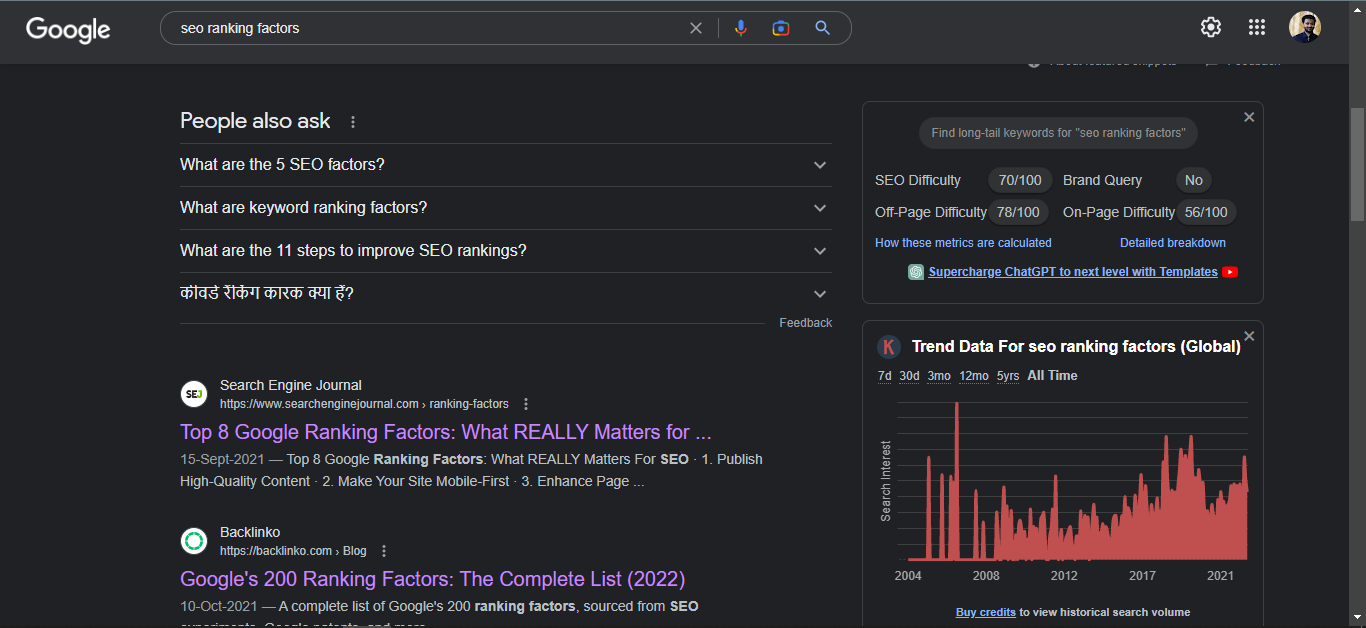 Google
seo ranking factors
People also ask
What are the 5 SEO factors?
What are keyword ranking factors?
What are the 11 steps to improve SEO rankings?
कीवर्ड रैंकिंग कारक क्या हैं?
Feedback
SEJ
Search Engine Journal
https://www.searchenginejournal.com › ranking-factors
Top 8 Google Ranking Factors: What REALLY Matters for ...
15-Sept-2021 — Top 8 Google Ranking Factors: What REALLY Matters For SEO · 1. Publish
High-Quality Content · 2. Make Your Site Mobile-First · 3. Enhance Page ...
Backlinko
https://backlinko.com › Blog
Google's 200 Ranking Factors: The Complete List (2022)
10-Oct-2021 — A complete list of Google's 200 ranking factors, sourced from SEO
Find long-tail keywords for "seo ranking factors"
SEO Difficulty 70/100 Brand Query No
Off-Page Difficulty 78/100 On-Page Difficulty 56/100
How these metrics are calculated Detailed breakdown
Supercharge ChatGPT to next level with Templates
K Trend Data For seo ranking factors (Global)
7d 30d 3mo 12mo 5yrs All Time
Search Interest
2004 2008 2012 2017 2021
Buy credits to view historical search volume